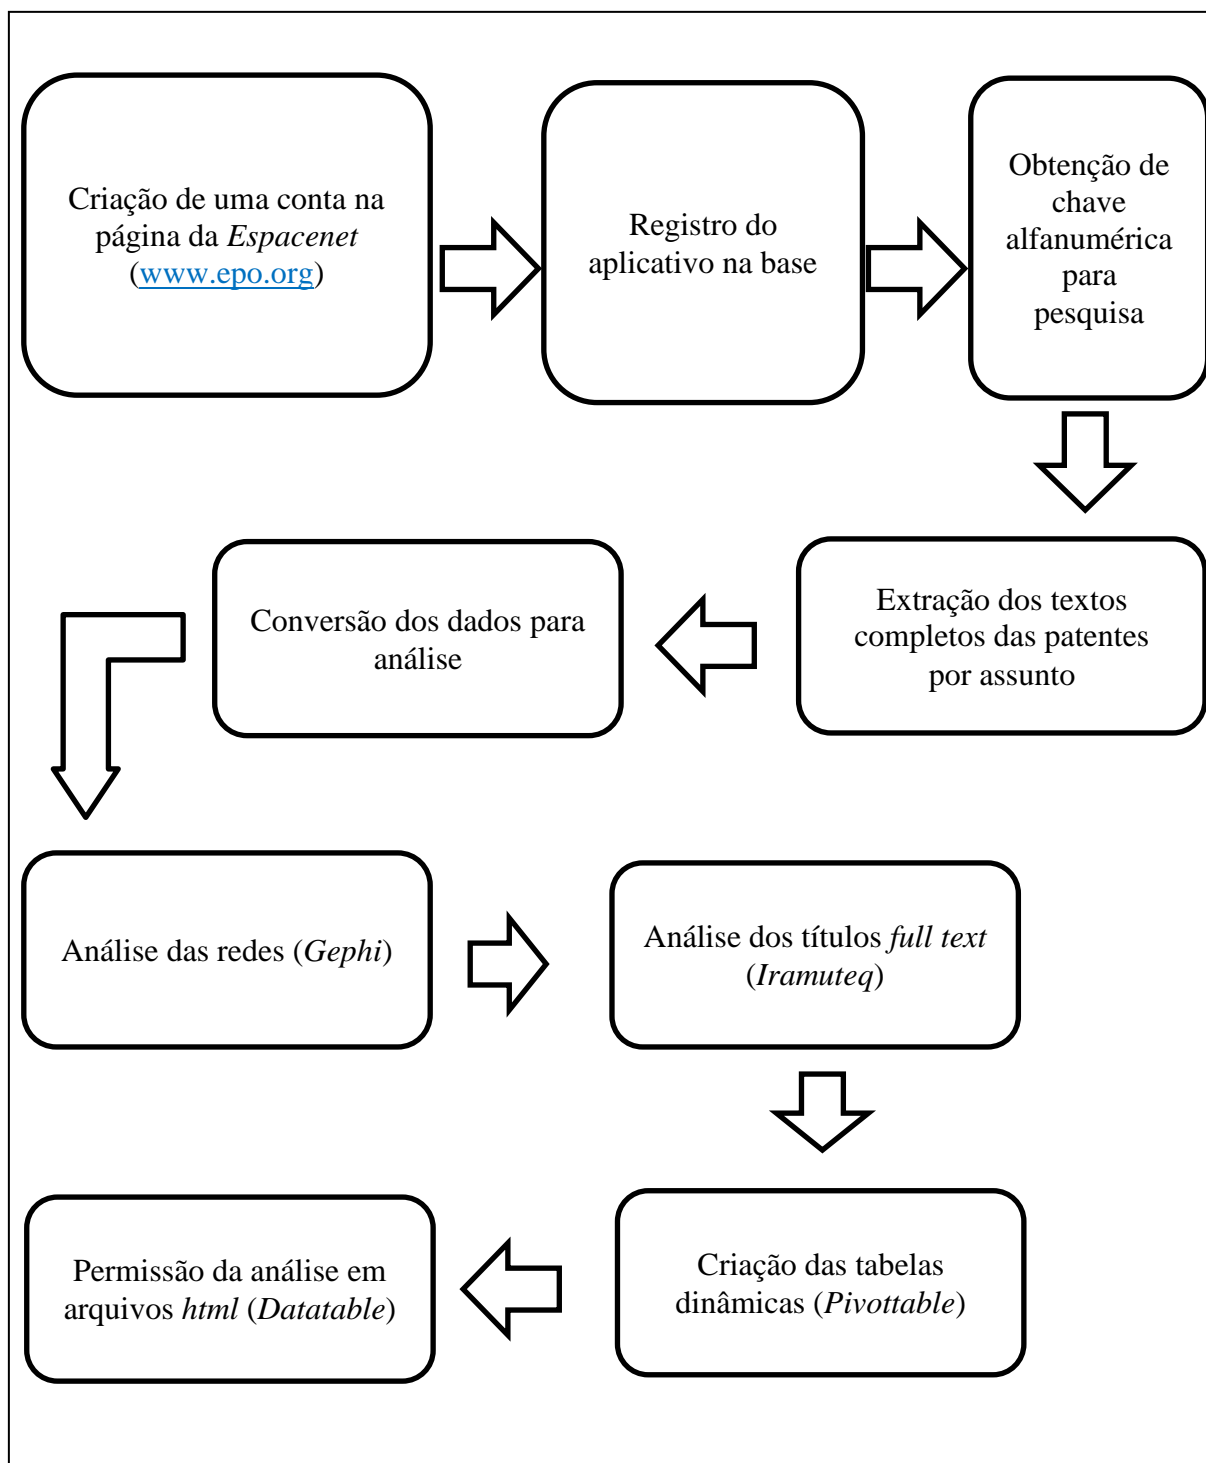 Criação de uma conta na
página da Espacenet
(www.epo.org)
Registro do
aplicativo na base
Obtenção de
chave
alfanumérica
para
pesquisa
Extração dos textos
completos das patentes
por assunto
Conversão dos dados para
análise
Análise das redes (Gephi)
Análise dos títulos full text
(Iramuteq)
Criação das tabelas
dinâmicas (Pivottable)
Permissão da análise em
arquivos html (Datatable)